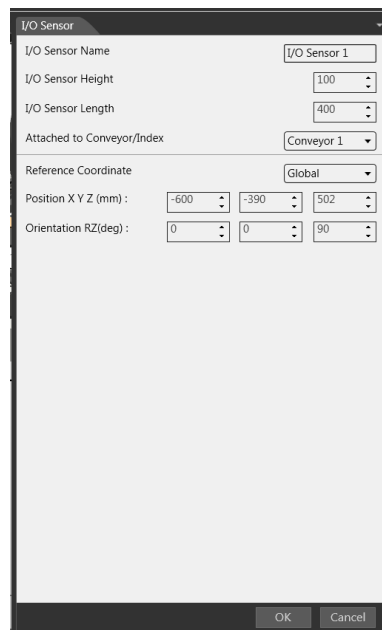 I/O Sensor
I/O Sensor Name I/O Sensor 1
I/O Sensor Height 100
I/O Sensor Length 400
Attached to Conveyor/Index Conveyor 1
Reference Coordinate Global
Position X Y Z (mm) : -600 -390 502
Orientation RZ(deg) : 0 0 90
OK Cancel